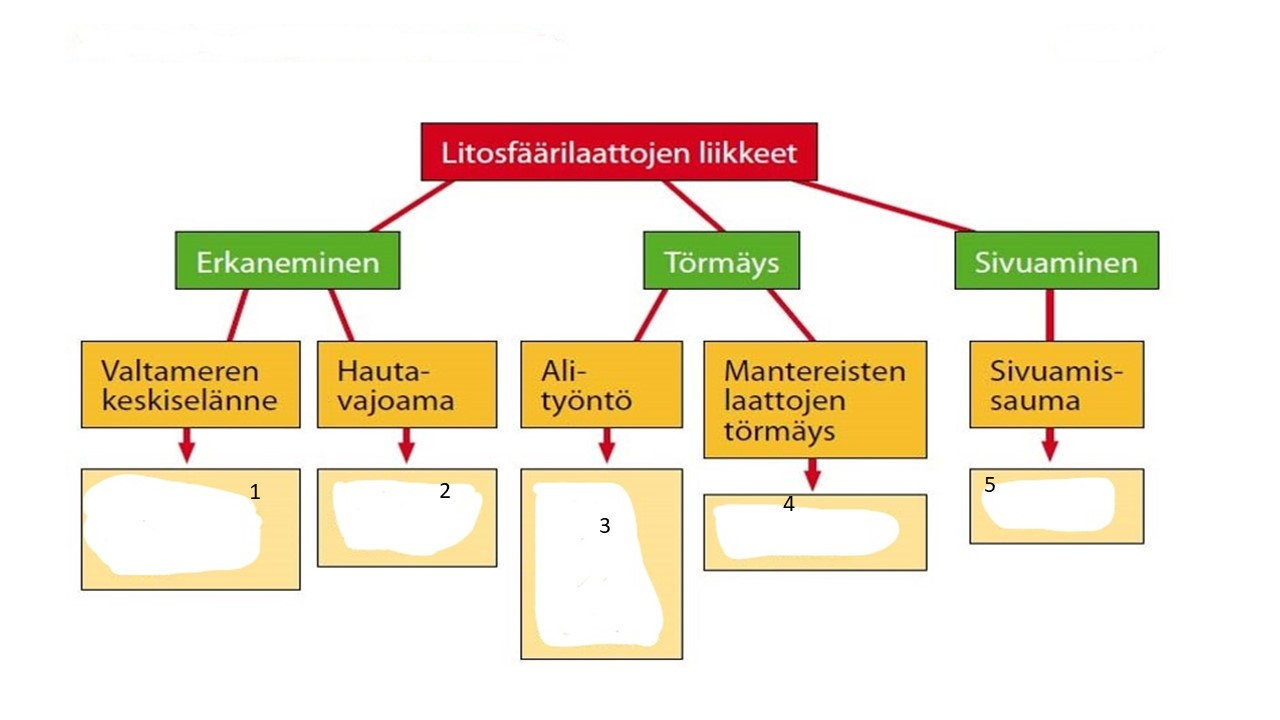 Litosfäärilaattojen liikkeet
Erkaneminen
Törmäys
Sivuaminen
Valtameren
keskiselänne
Hauta-
vajoama
Ali-
työntö
Mantereisten
laattojen
törmäys
Sivuamis-
sauma
1
2
3
4
5